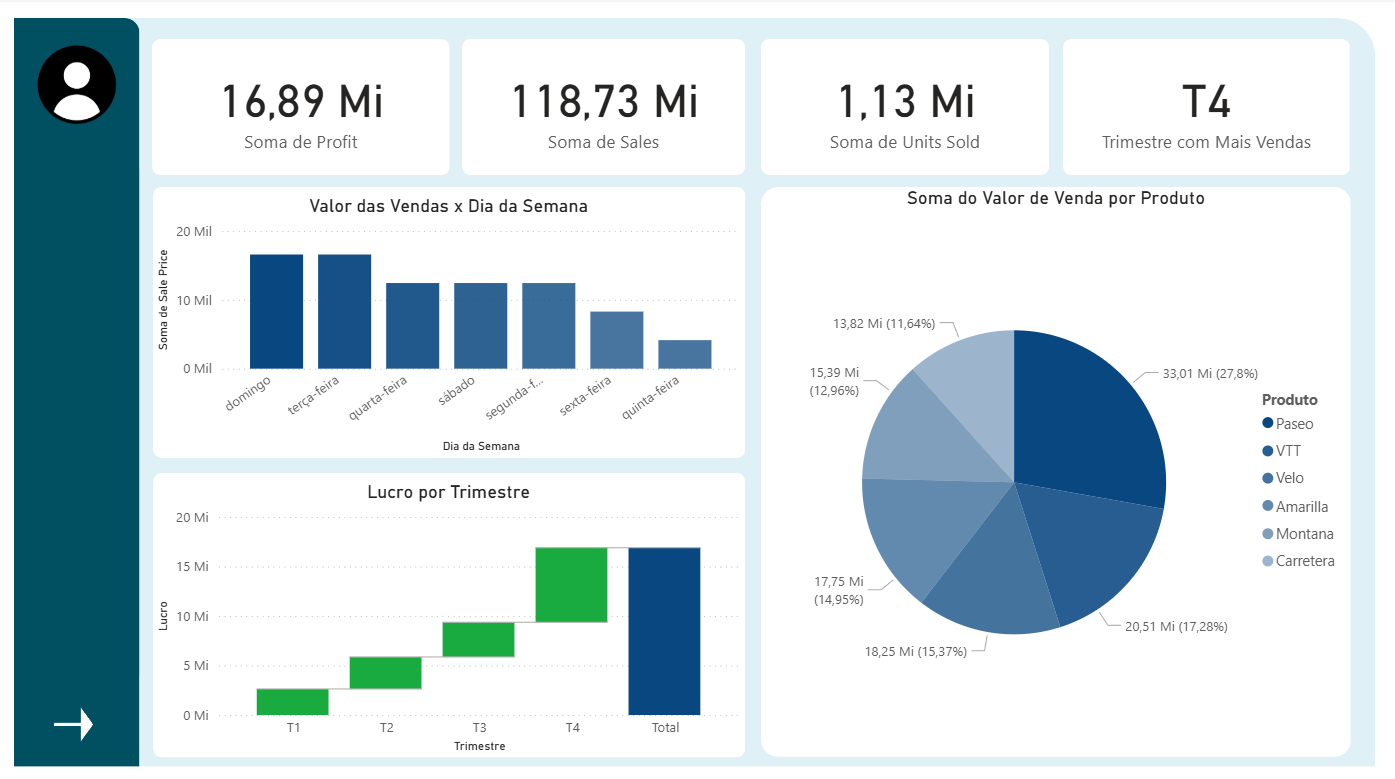 16,89 Mi
Soma de Profit
118,73 Mi
Soma de Sales
1,13 Mi
Soma de Units Sold
T4
Trimestre com Mais Vendas
Valor das Vendas x Dia da Semana
Soma de Sale Price
20 Mil
10 Mil
0 Mil
domingo
terça-feira
quarta-feira
sábado
segunda-f...
sexta-feira
quinta-feira
Dia da Semana
Lucro por Trimestre
Lucro
20 Mi
15 Mi
10 Mi
5 Mi
0 Mi
T1
T2
T3
T4
Total
Trimestre
Soma do Valor de Venda por Produto
13,82 Mi (11,64%)
15,39 Mi
(12,96%)
33,01 Mi (27,8%)
17,75 Mi
(14,95%)
18,25 Mi (15,37%)
20,51 Mi (17,28%)
Produto
Paseo
VTT
Velo
Amarilla
Montana
Carretera